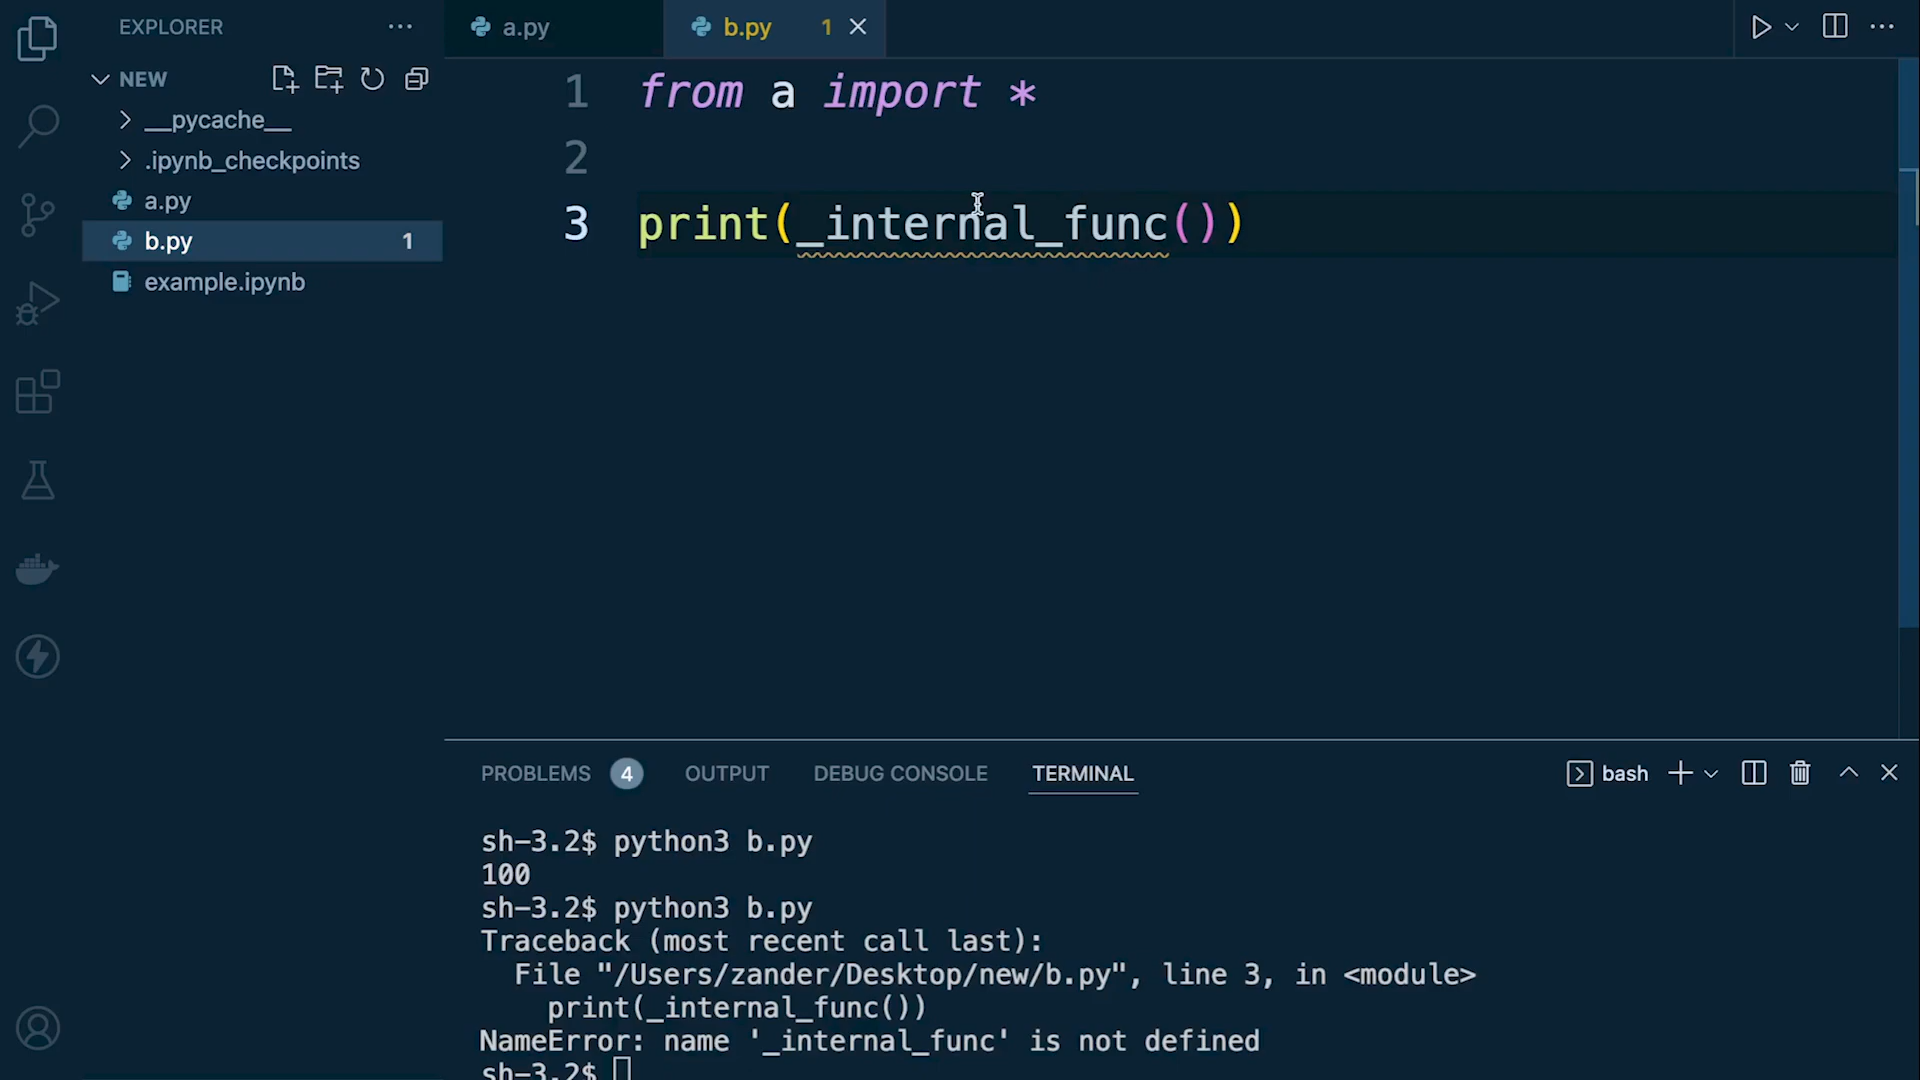 EXPLORER
NEW
__pycache__
.ipynb_checkpoints
a.py
b.py 1
example.ipynb
a.py
b.py 1
1 from a import *
2
3 print(_internal_func())
PROBLEMS 4 OUTPUT DEBUG CONSOLE TERMINAL
bash
sh-3.2$ python3 b.py
100
sh-3.2$ python3 b.py
Traceback (most recent call last):
File "/Users/zander/Desktop/new/b.py", line 3, in <module>
print(_internal_func())
NameError: name '_internal_func' is not defined
sh-3.2$